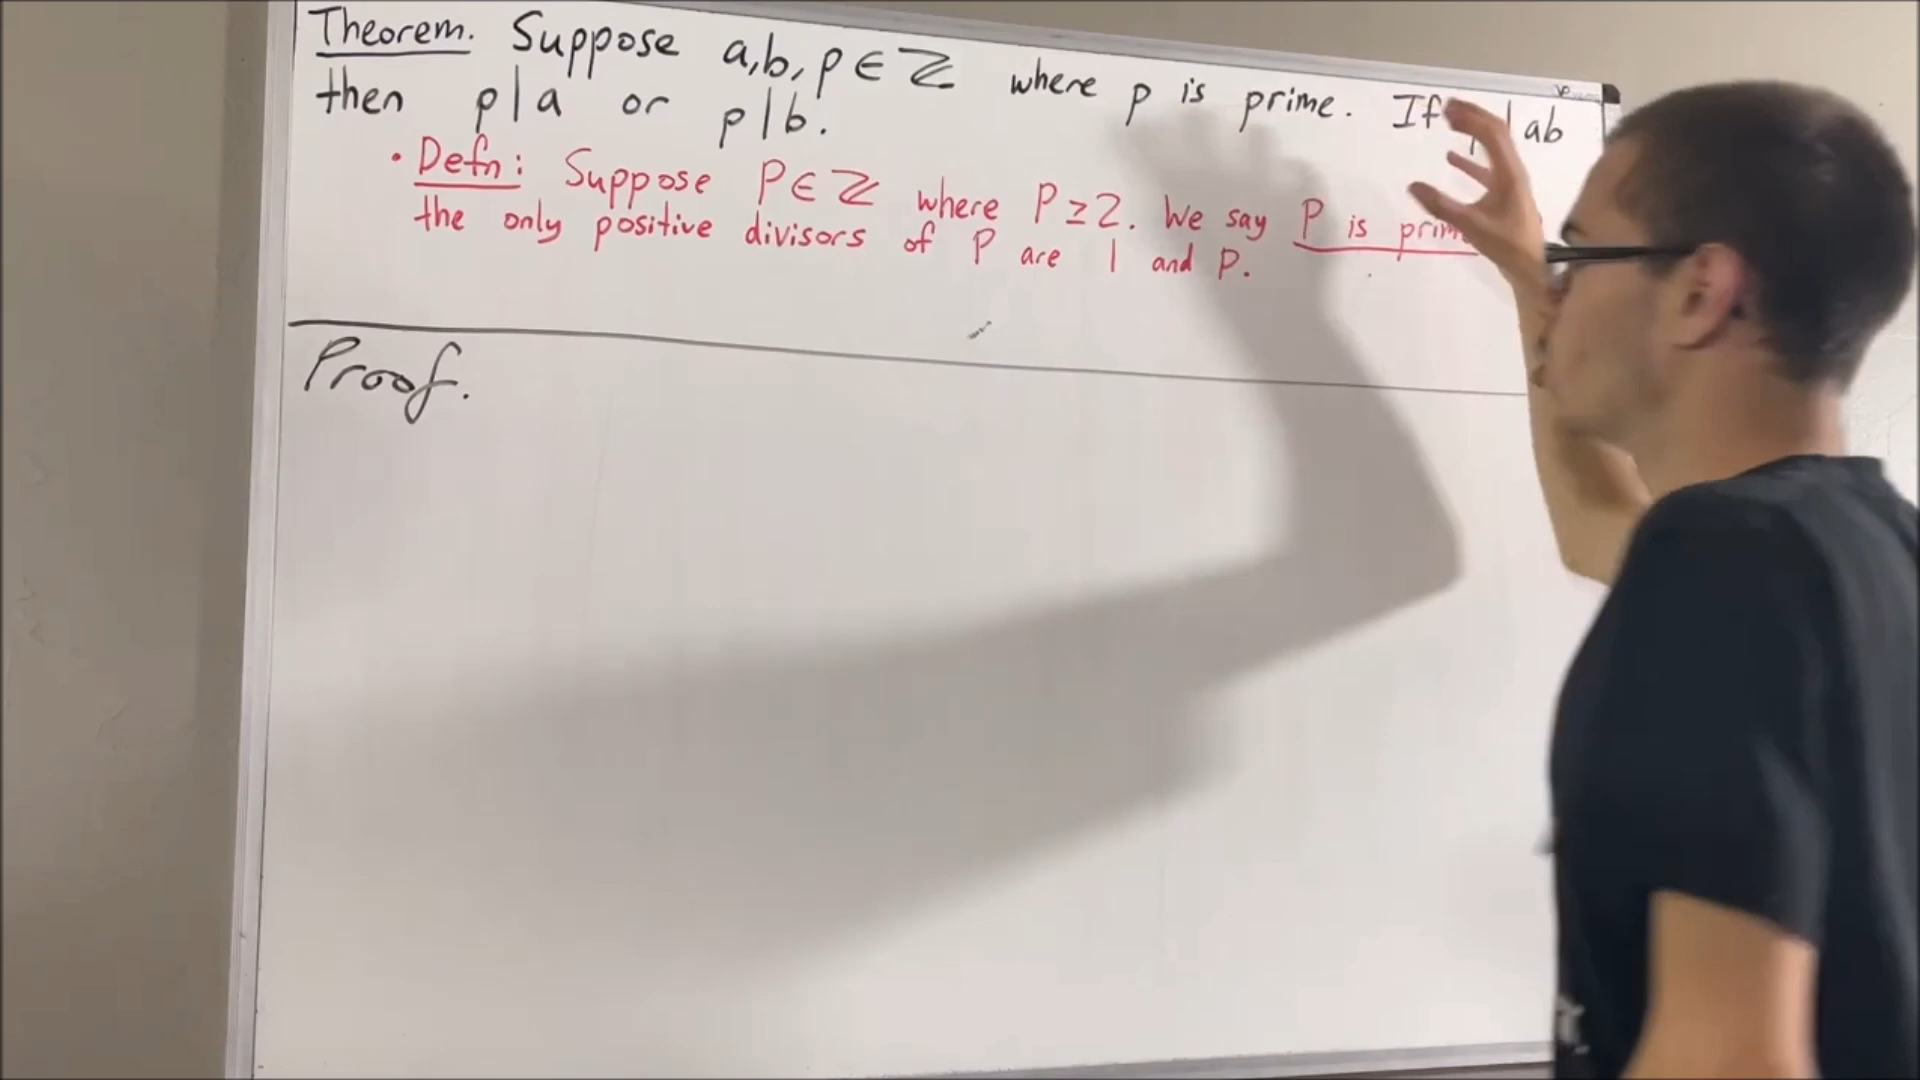 Theorem. Suppose a,b,p ∈ ℤ where p is prime. If p | ab
then p|a or p|b.
• Defn: Suppose P ∈ ℤ where P ≥ 2. We say P is prime
the only positive divisors of P are 1 and P.
Proof.